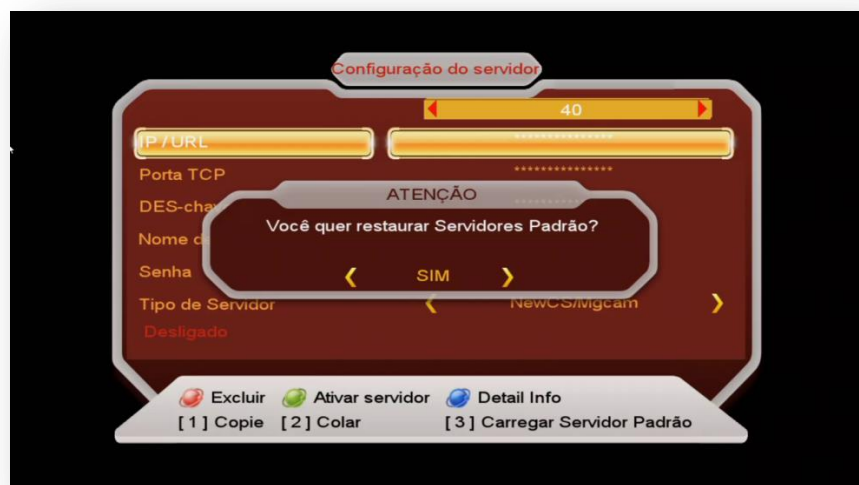 Configuração do servidor
40
IP / URL ***************
Porta TCP ***************
ATENÇÃO
DES-cha
Você quer restaurar Servidores Padrão?
Nome d
Senha
SIM
Tipo de Servidor NewCS/Mgcam
Desligado
Excluir Ativar servidor Detail Info
[ 1 ] Copie [ 2 ] Colar [ 3 ] Carregar Servidor Padrão